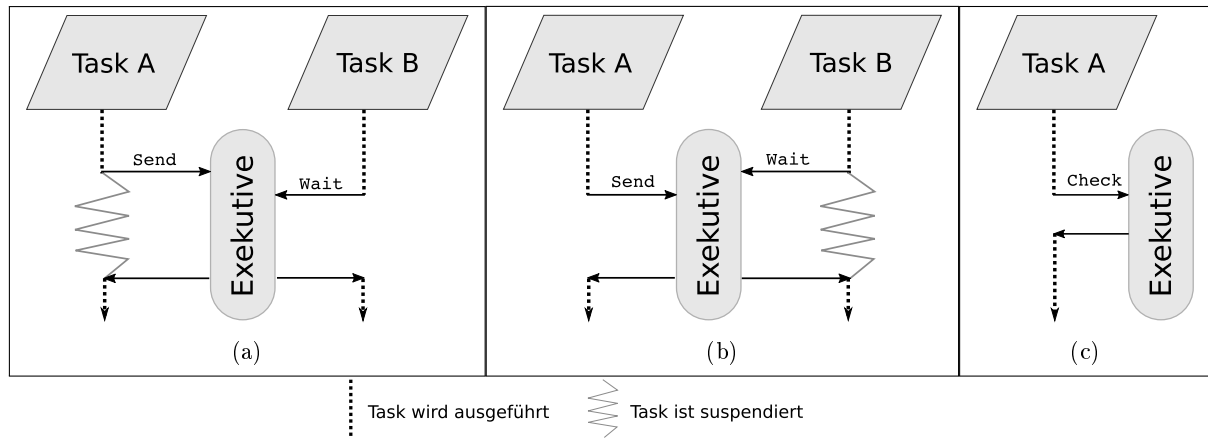 Task A
Task B
Send
Wait
Exekutive
(a)
Task A
Task B
Send
Wait
Exekutive
(b)
Task A
Check
Exekutive
(c)
Task wird ausgeführt
Task ist suspendiert